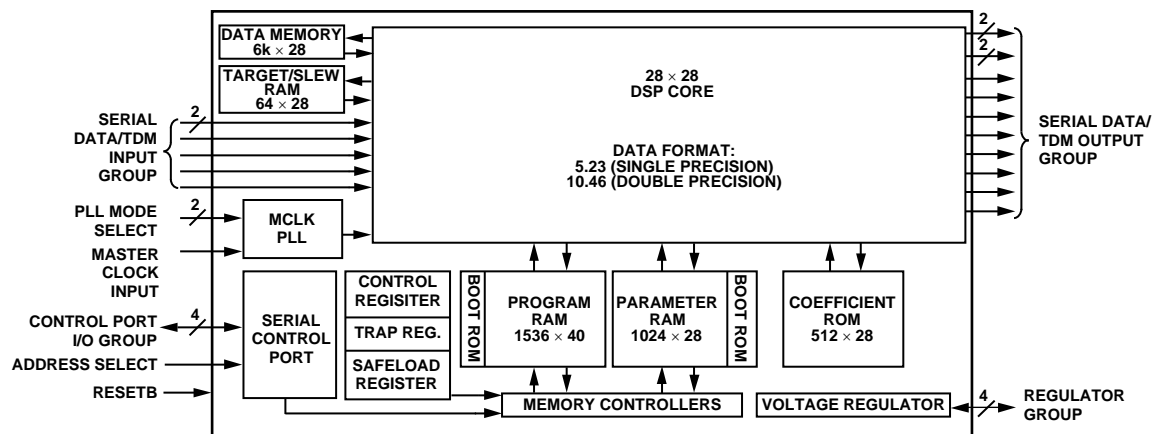 DATA MEMORY
6k × 28
TARGET/SLEW
RAM
64 × 28
28 × 28
DSP CORE
DATA FORMAT:
5.23 (SINGLE PRECISION)
10.46 (DOUBLE PRECISION)
2
SERIAL
DATA/TDM
INPUT
GROUP
2
2
SERIAL DATA/
TDM OUTPUT
GROUP
2
PLL MODE
SELECT
MCLK
PLL
MASTER
CLOCK
INPUT
4
CONTROL PORT
I/O GROUP
ADDRESS SELECT
RESETB
SERIAL
CONTROL
PORT
CONTROL
REGISITER
TRAP REG.
SAFELOAD
REGISTER
BOOT ROM
PROGRAM
RAM
1536 × 40
PARAMETER
RAM
1024 × 28
BOOT ROM
COEFFICIENT
ROM
512 × 28
MEMORY CONTROLLERS
VOLTAGE REGULATOR
4
REGULATOR
GROUP